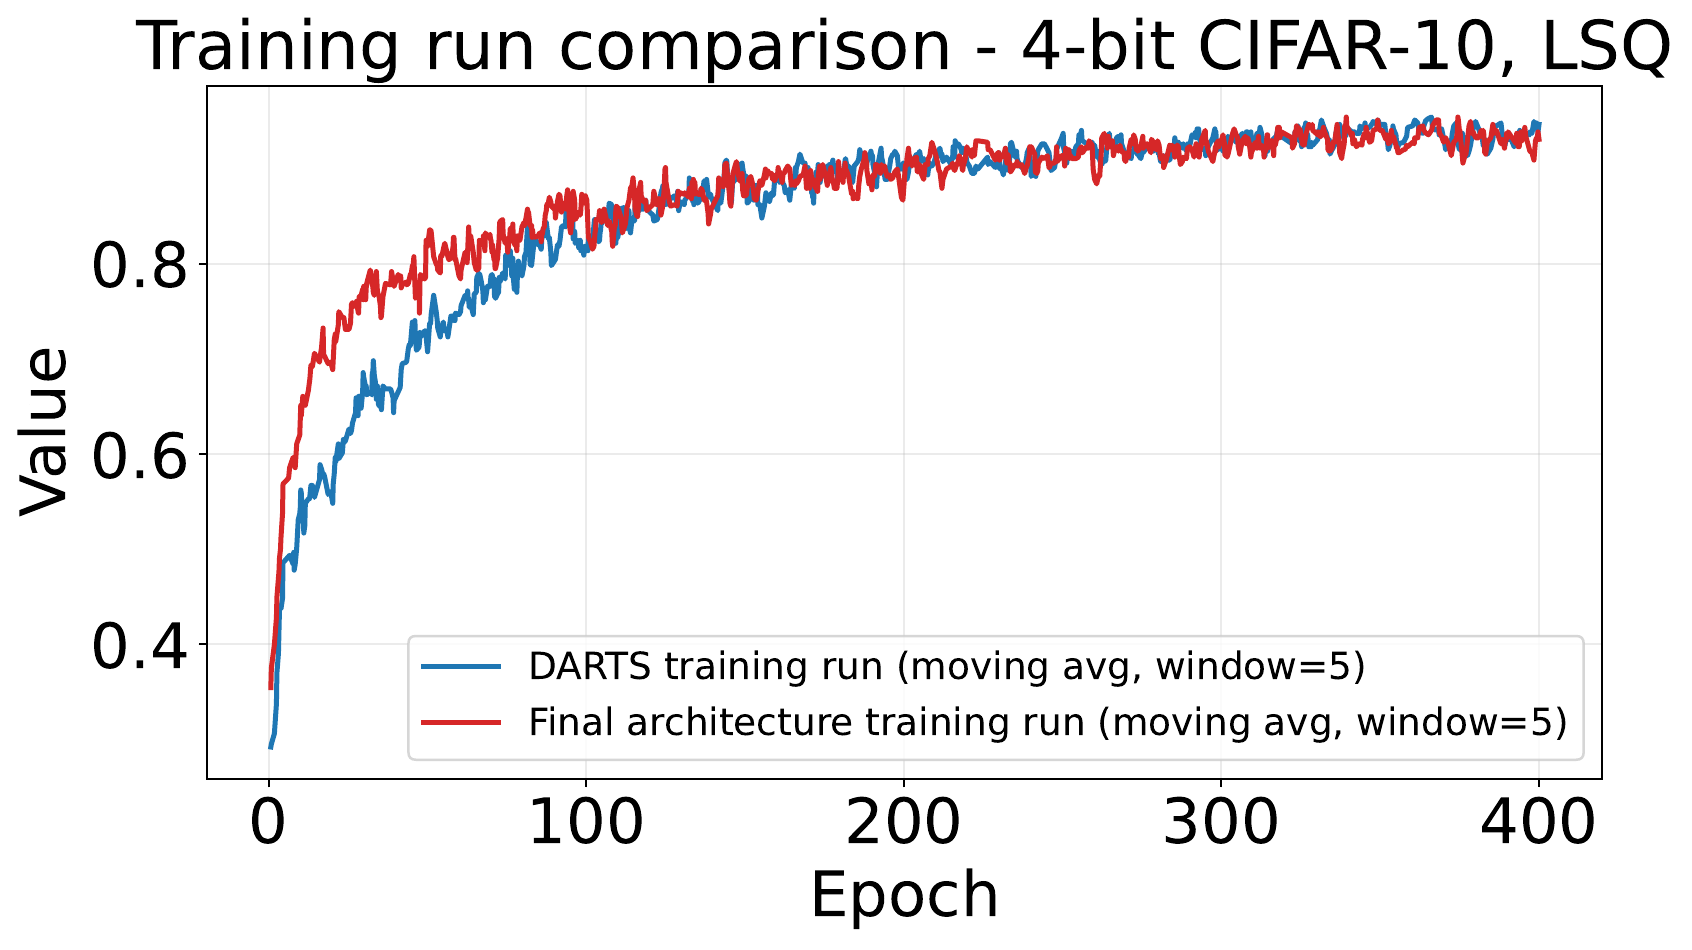 Training run comparison - 4-bit CIFAR-10, LSQ
Value
0.8
0.6
0.4
DARTS training run (moving avg, window=5)
Final architecture training run (moving avg, window=5)
0 100 200 300 400
Epoch